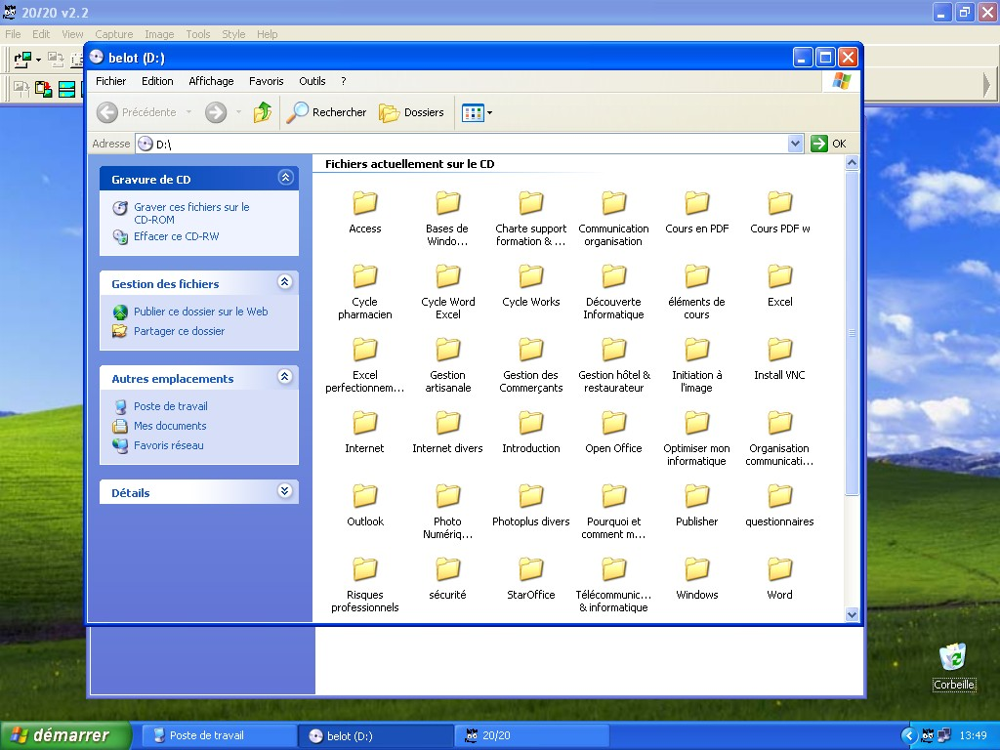 20/20 v2.2
File Edit View Capture Image Tools Style Help
belot (D:)
Fichier Edition Affichage Favoris Outils ?
Précédente Rechercher Dossiers
Adresse D:\ OK
Gravure de CD
Graver ces fichiers sur le
CD-ROM
Effacer ce CD-RW
Gestion des fichiers
Publier ce dossier sur le Web
Partager ce dossier
Autres emplacements
Poste de travail
Mes documents
Favoris réseau
Détails
Fichiers actuellement sur le CD
Access
Bases de
Windo...
Charte support
formation & ...
Communication
organisation
Cours en PDF
Cours PDF w
Cycle
pharmacien
Cycle Word
Excel
Cycle Works
Découverte
Informatique
éléments de
cours
Excel
Excel
perfectionnem...
Gestion
artisanale
Gestion des
Commerçants
Gestion hôtel &
restaurateur
Initiation à
l'image
Install VNC
Internet
Internet divers
Introduction
Open Office
Optimiser mon
informatique
Organisation
communicati...
Outlook
Photo
Numériq...
Photoplus divers
Pourquoi et
comment m...
Publisher
questionnaires
Risques
professionnels
sécurité
StarOffice
Télécommunic...
& informatique
Windows
Word
Corbeille
démarrer Poste de travail belot (D:) 20/20 13:49